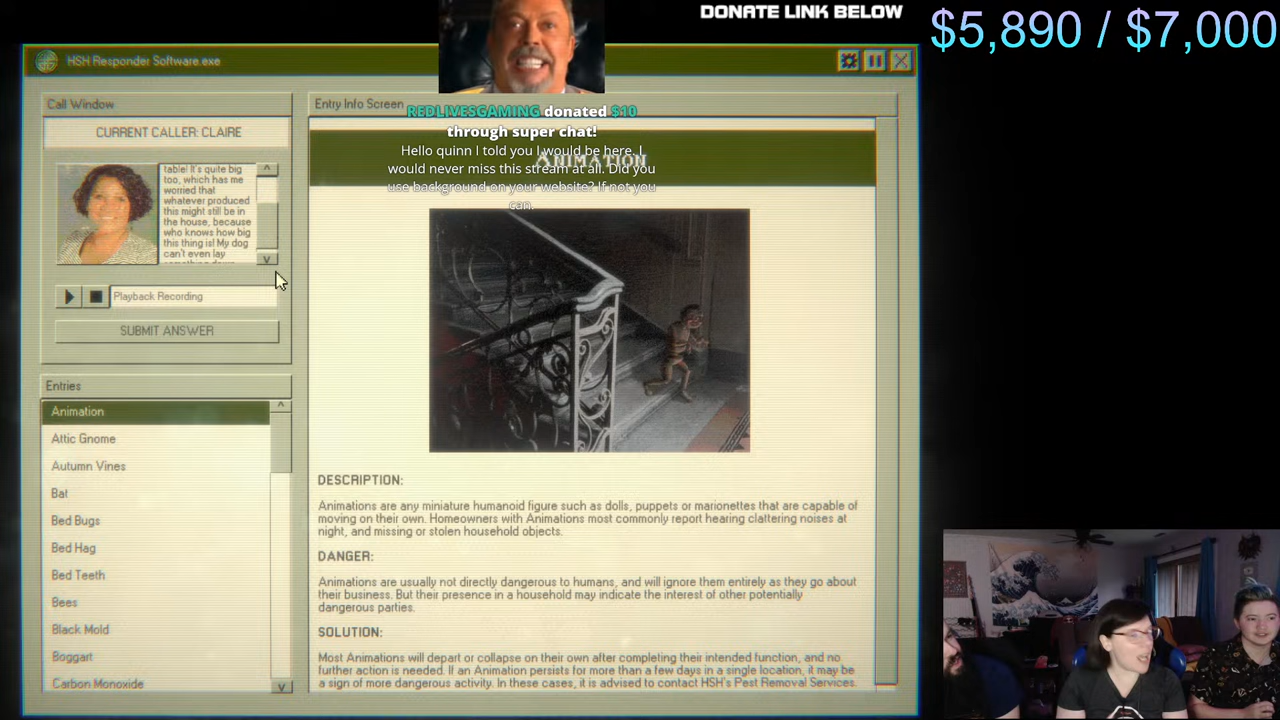 DONATE LINK BELOW
$5,890 / $7,000
HSH Responder Software.exe
Call Window
CURRENT CALLER: CLAIRE
table! It's quite big
too, which has me
worried that
whatever produced
this might still be in
the house, because
who knows how big
this thing is! My dog
can't even lay
Playback Recording
SUBMIT ANSWER
Entries
Animation
Attic Gnome
Autumn Vines
Bat
Bed Bugs
Bed Hag
Bed Teeth
Bees
Black Mold
Boggart
Carbon Monoxide
Entry Info Screen
REDLIVESGAMING donated $10
through super chat!
Hello quinn I told you I would be here. I
would never miss this stream at all. Did you
use background on your website? If not you
can.
ANIMATION
DESCRIPTION:
Animations are any miniature humanoid figure such as dolls, puppets or marionettes that are capable of
moving on their own. Homeowners with Animations most commonly report hearing clattering noises at
night, and missing or stolen household objects.
DANGER:
Animations are usually not directly dangerous to humans, and will ignore them entirely as they go about
their business. But their presence in a household may indicate the interest of other potentially
dangerous parties.
SOLUTION:
Most Animations will depart or collapse on their own after completing their intended function, and no
further action is needed. If an Animation persists for more than a few days in a single location, it may be
a sign of more dangerous activity. In these cases, it is advised to contact HSH's Pest Removal Services.